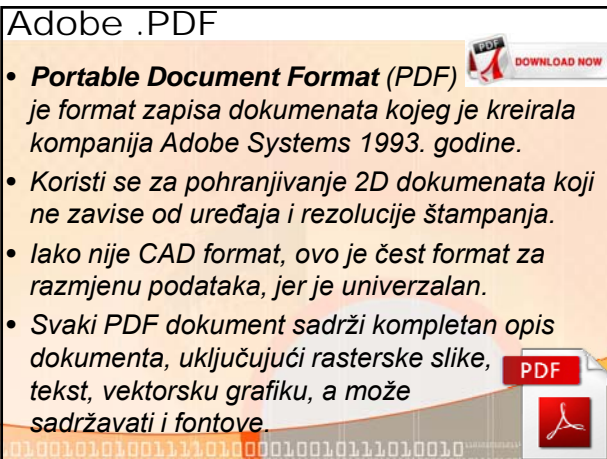 Adobe .PDF
PDF
DOWNLOAD NOW
• Portable Document Format (PDF)
je format zapisa dokumenata kojeg je kreirala
kompanija Adobe Systems 1993. godine.
• Koristi se za pohranjivanje 2D dokumenata koji
ne zavise od uređaja i rezolucije štampanja.
• Iako nije CAD format, ovo je čest format za
razmjenu podataka, jer je univerzalan.
• Svaki PDF dokument sadrži kompletan opis
dokumenta, uključujući rasterske slike,
tekst, vektorsku grafiku, a može
sadržavati i fontove.
PDF